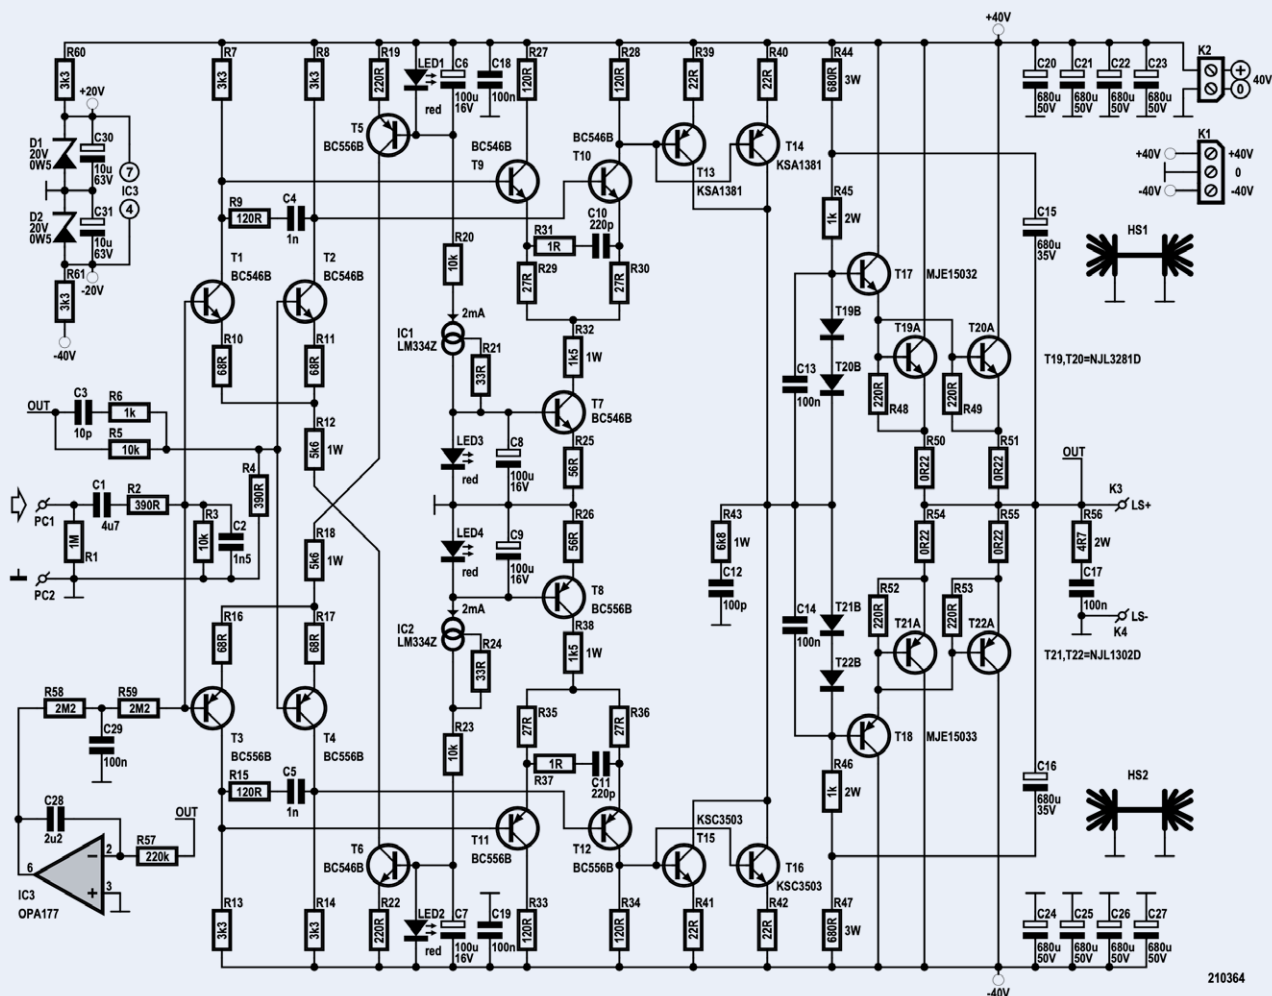 +40V
R60
3k3
R7
3k3
R8
3k3
R19
220R
LED1
red
C6
100u
16V
C18
100n
R27
120R
R28
120R
R39
22R
R40
22R
R44
680R
3W
C20
680u
50V
C21
680u
50V
C22
680u
50V
C23
680u
50V
K2
+
0
40V
+20V
D1
20V
0W5
C30
10u
63V
7
IC3
4
D2
20V
0W5
C31
10u
63V
-20V
R61
3k3
-40V
T5
BC556B
BC546B
T9
BC546B
T10
T13
KSA1381
T14
KSA1381
K1
+40V
+40V
0
-40V
-40V
R9
120R
C4
1n
R20
10k
R31
1R
C10
220p
R29
27R
R30
27R
R45
1k
2W
C15
680u
35V
HS1
T1
BC546B
T2
BC546B
T17
MJE15032
2mA
IC1
LM334Z
R21
33R
R32
1k5
1W
T19B
T20B
C13
100n
T19A
T20A
T19,T20=NJL3281D
R10
68R
R11
68R
220R
R48
220R
R49
C3
10p
R6
1k
OUT
R5
10k
R12
5k6
1W
T7
BC546B
LED3
red
C8
100u
16V
R25
56R
R50
0R22
R51
0R22
OUT
R4
390R
C1
4u7
R2
390R
PC1
R1
1M
R3
10k
C2
1n5
PC2
R18
5k6
1W
LED4
red
C9
100u
16V
R26
56R
R43
6k8
1W
C12
100p
R54
0R22
R55
0R22
R56
4R7
2W
K3
LS+
C17
100n
LS-
K4
R16
68R
R17
68R
2mA
IC2
LM334Z
R24
33R
T8
BC556B
R38
1k5
1W
C14
100n
T21B
T22B
R52
220R
R53
220R
T21A
T22A
T21,T22=NJL1302D
R58
2M2
R59
2M2
C29
100n
T3
BC556B
T4
BC556B
R23
10k
R35
27R
R36
27R
T18
MJE15033
R15
120R
C5
1n
1R
R37
C11
220p
R46
1k
2W
C16
680u
35V
HS2
C28
2u2
OUT
R57
220k
2
3
6
-
+
IC3
OPA177
T6
BC546B
T11
BC556B
T12
BC556B
KSC3503
T15
T16
KSC3503
R13
3k3
R14
3k3
R22
220R
LED2
red
C7
100u
16V
C19
100n
R33
120R
R34
120R
R41
22R
R42
22R
R47
680R
3W
C24
680u
50V
C25
680u
50V
C26
680u
50V
C27
680u
50V
-40V
210364